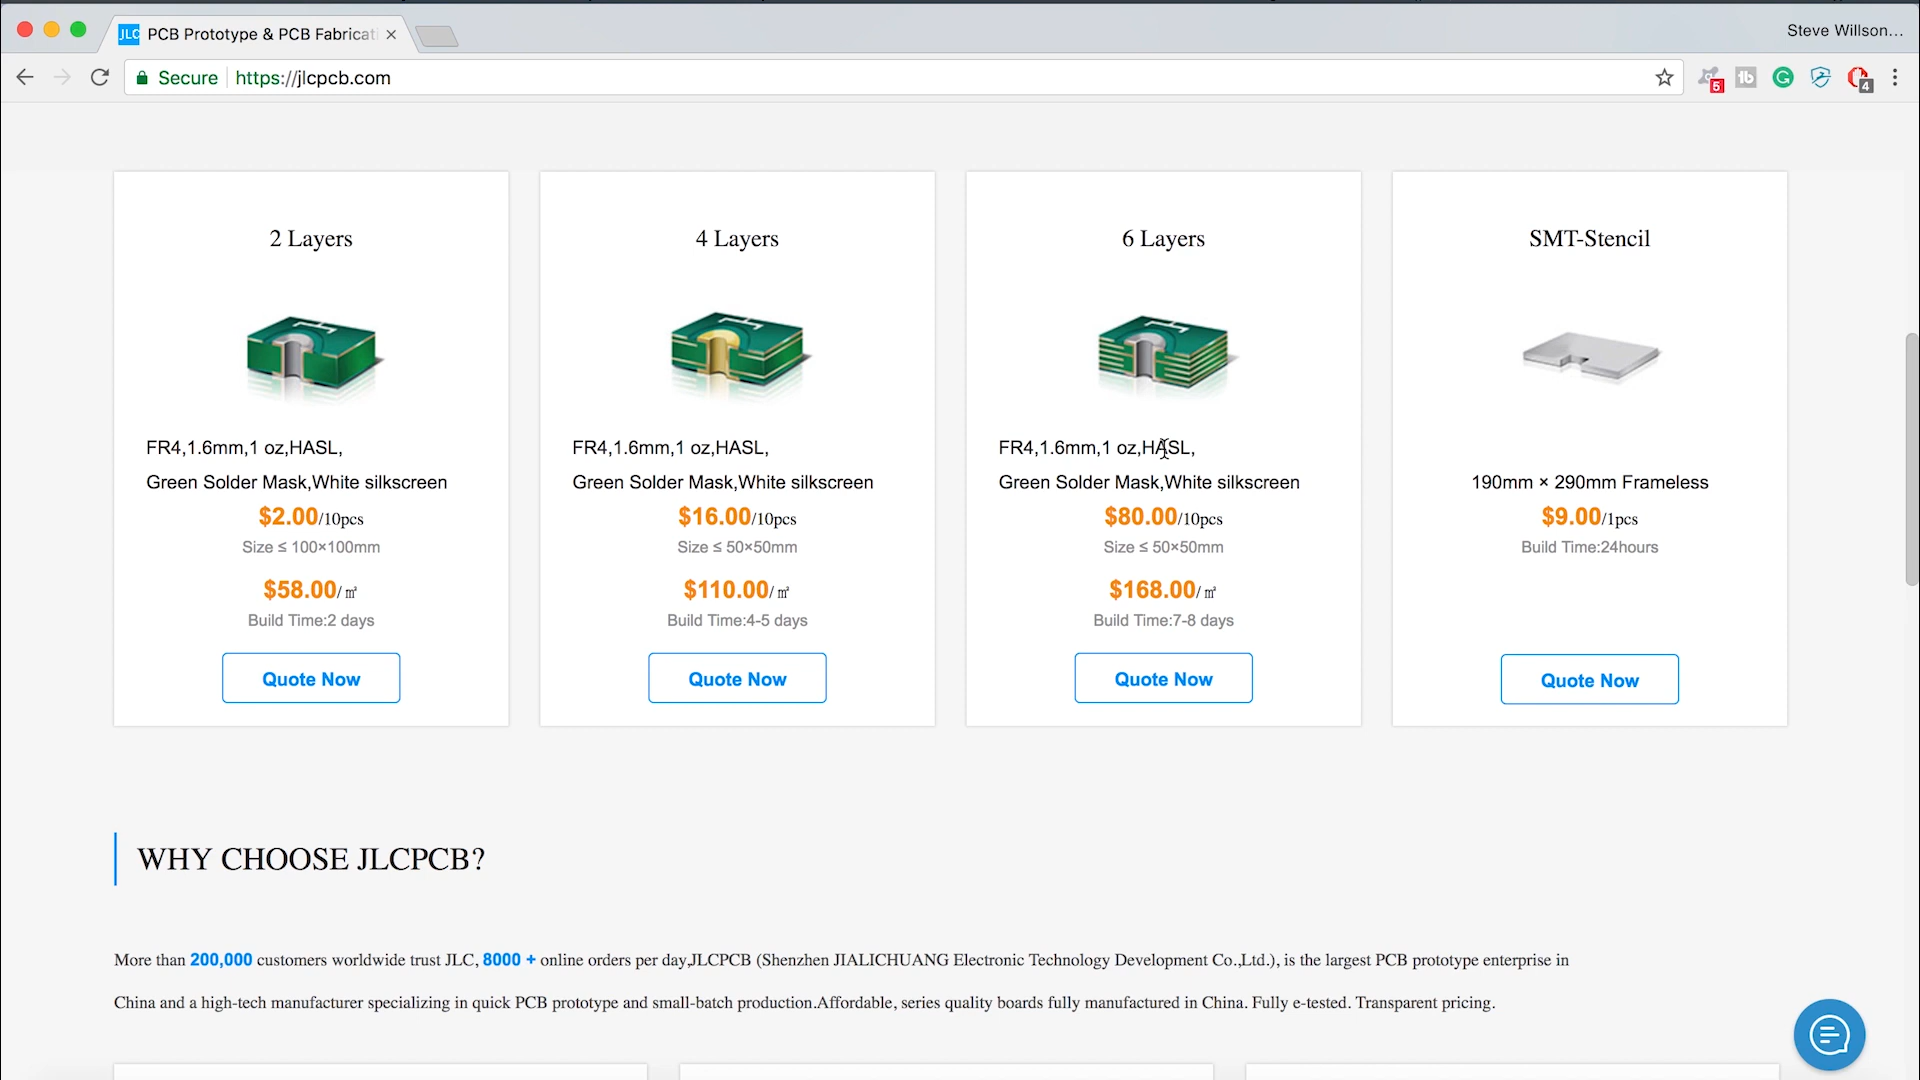 JLC PCB Prototype & PCB Fabricati
Steve Willson...
Secure https://jlcpcb.com
5
tb
G
4
2 Layers
FR4,1.6mm,1 oz,HASL,
Green Solder Mask,White silkscreen
$2.00/10pcs
Size ≤ 100×100mm
$58.00/㎡
Build Time:2 days
Quote Now
4 Layers
FR4,1.6mm,1 oz,HASL,
Green Solder Mask,White silkscreen
$16.00/10pcs
Size ≤ 50×50mm
$110.00/㎡
Build Time:4-5 days
Quote Now
6 Layers
FR4,1.6mm,1 oz,HASL,
Green Solder Mask,White silkscreen
$80.00/10pcs
Size ≤ 50×50mm
$168.00/㎡
Build Time:7-8 days
Quote Now
SMT-Stencil
190mm × 290mm Frameless
$9.00/1pcs
Build Time:24hours
Quote Now
WHY CHOOSE JLCPCB?
More than 200,000 customers worldwide trust JLC, 8000 + online orders per day,JLCPCB (Shenzhen JIALICHUANG Electronic Technology Development Co.,Ltd.), is the largest PCB prototype enterprise in
China and a high-tech manufacturer specializing in quick PCB prototype and small-batch production.Affordable, series quality boards fully manufactured in China. Fully e-tested. Transparent pricing.